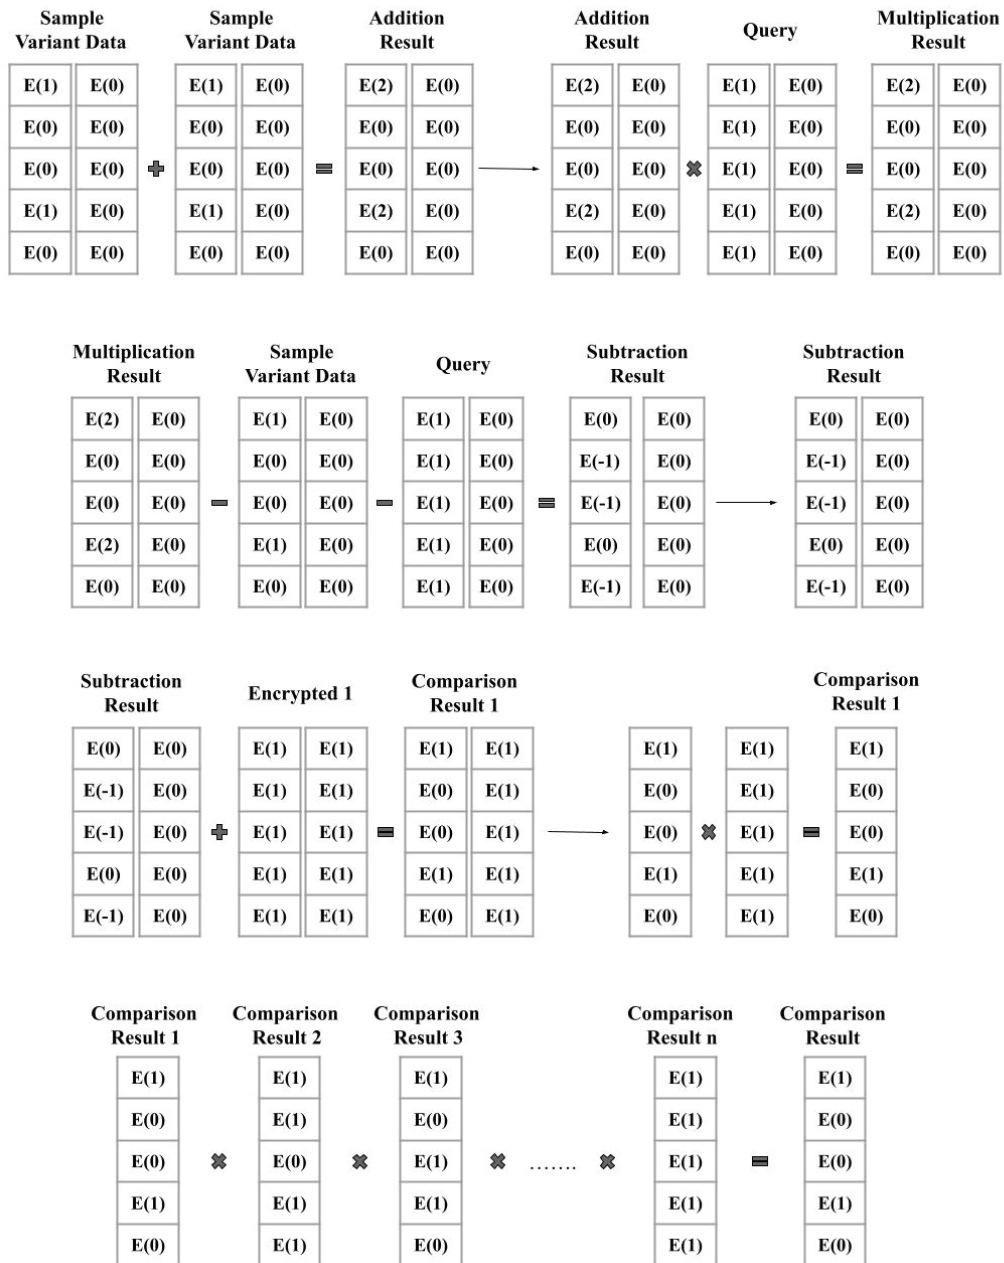 Sample Variant Data Sample Variant Data Addition Result Addition Result Query Multiplication Result
E(1) E(0) E(1) E(0) E(2) E(0) E(2) E(0) E(1) E(0) E(2) E(0)
E(0) E(0) E(0) E(0) E(0) E(0) E(0) E(0) E(1) E(0) E(0) E(0)
E(0) E(0) E(0) E(0) E(0) E(0) E(0) E(0) E(1) E(0) E(0) E(0)
E(1) E(0) E(1) E(0) E(2) E(0) E(2) E(0) E(1) E(0) E(2) E(0)
E(0) E(0) E(0) E(0) E(0) E(0) E(0) E(0) E(1) E(0) E(0) E(0)
Multiplication Result Sample Variant Data Query Subtraction Result Subtraction Result
E(2) E(0) E(1) E(0) E(1) E(0) E(0) E(0) E(0) E(0)
E(0) E(0) E(0) E(0) E(1) E(0) E(-1) E(0) E(-1) E(0)
E(0) E(0) E(0) E(0) E(1) E(0) E(-1) E(0) E(-1) E(0)
E(2) E(0) E(1) E(0) E(1) E(0) E(0) E(0) E(0) E(0)
E(0) E(0) E(0) E(0) E(1) E(0) E(-1) E(0) E(-1) E(0)
Subtraction Result Encrypted 1 Comparison Result 1 Comparison Result 1
E(0) E(0) E(1) E(1) E(1) E(1) E(1) E(1) E(1)
E(-1) E(0) E(1) E(1) E(0) E(1) E(0) E(1) E(0)
E(-1) E(0) E(1) E(1) E(0) E(1) E(0) E(1) E(0)
E(0) E(0) E(1) E(1) E(1) E(1) E(1) E(1) E(1)
E(-1) E(0) E(1) E(1) E(0) E(1) E(0) E(1) E(0)
Comparison Result 1 Comparison Result 2 Comparison Result 3 Comparison Result n Comparison Result
E(1) E(1) E(1) E(1) E(1)
E(0) E(1) E(0) E(1) E(0)
E(0) E(0) E(1) ....... E(1) E(0)
E(1) E(1) E(1) E(1) E(1)
E(0) E(1) E(0) E(1) E(0)